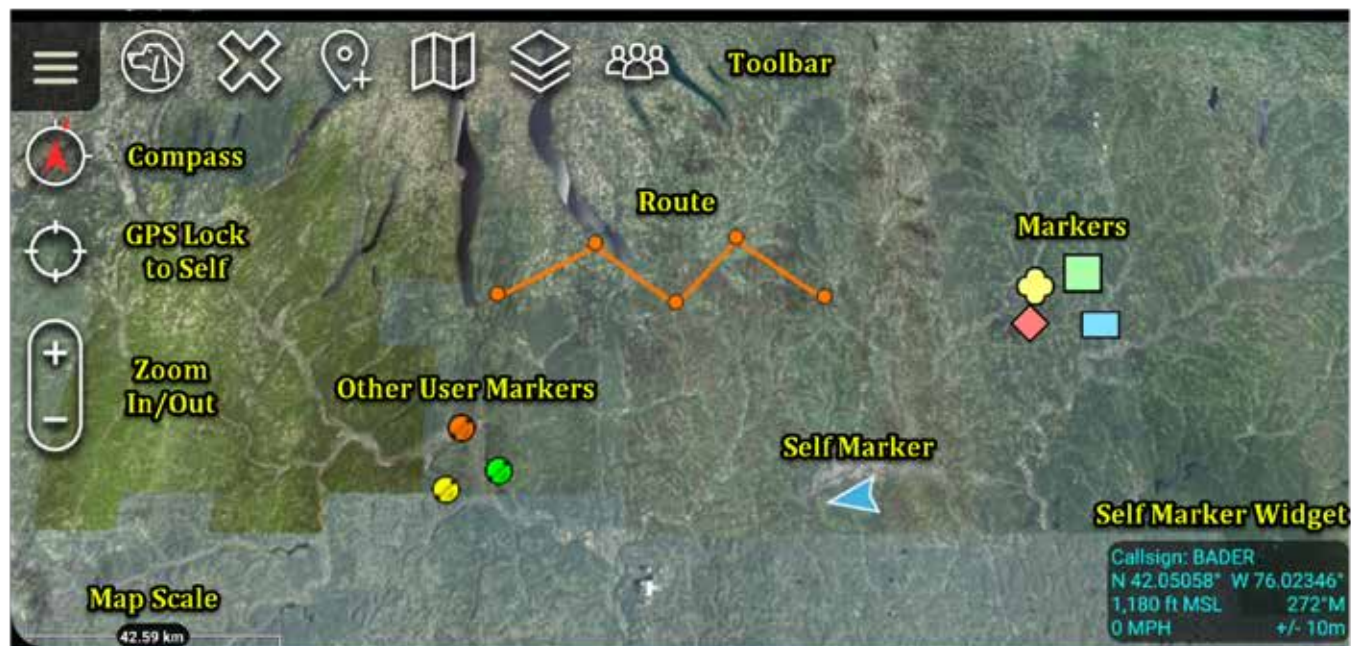 Toolbar
Compass
Route
Markers
GPS Lock
to Self
Zoom
In/Out
Other User Markers
Self Marker
Self Marker Widget
Callsign: BADER
N 42.05058° W 76.02346°
1,180 ft MSL 272°M
0 MPH +/- 10m
Map Scale
42.59 km